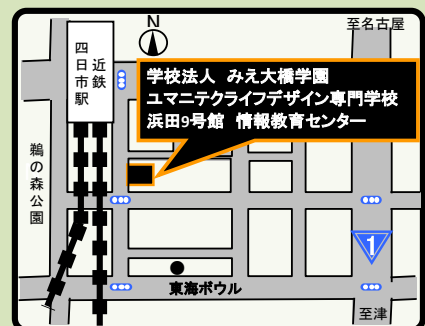 N
至名古屋
近鉄
四日市駅
学校法人 みえ大橋学園
ユマニテクライフデザイン専門学校
浜田9号館 情報教育センター
鵜の森公園
1
東海ボウル
至津